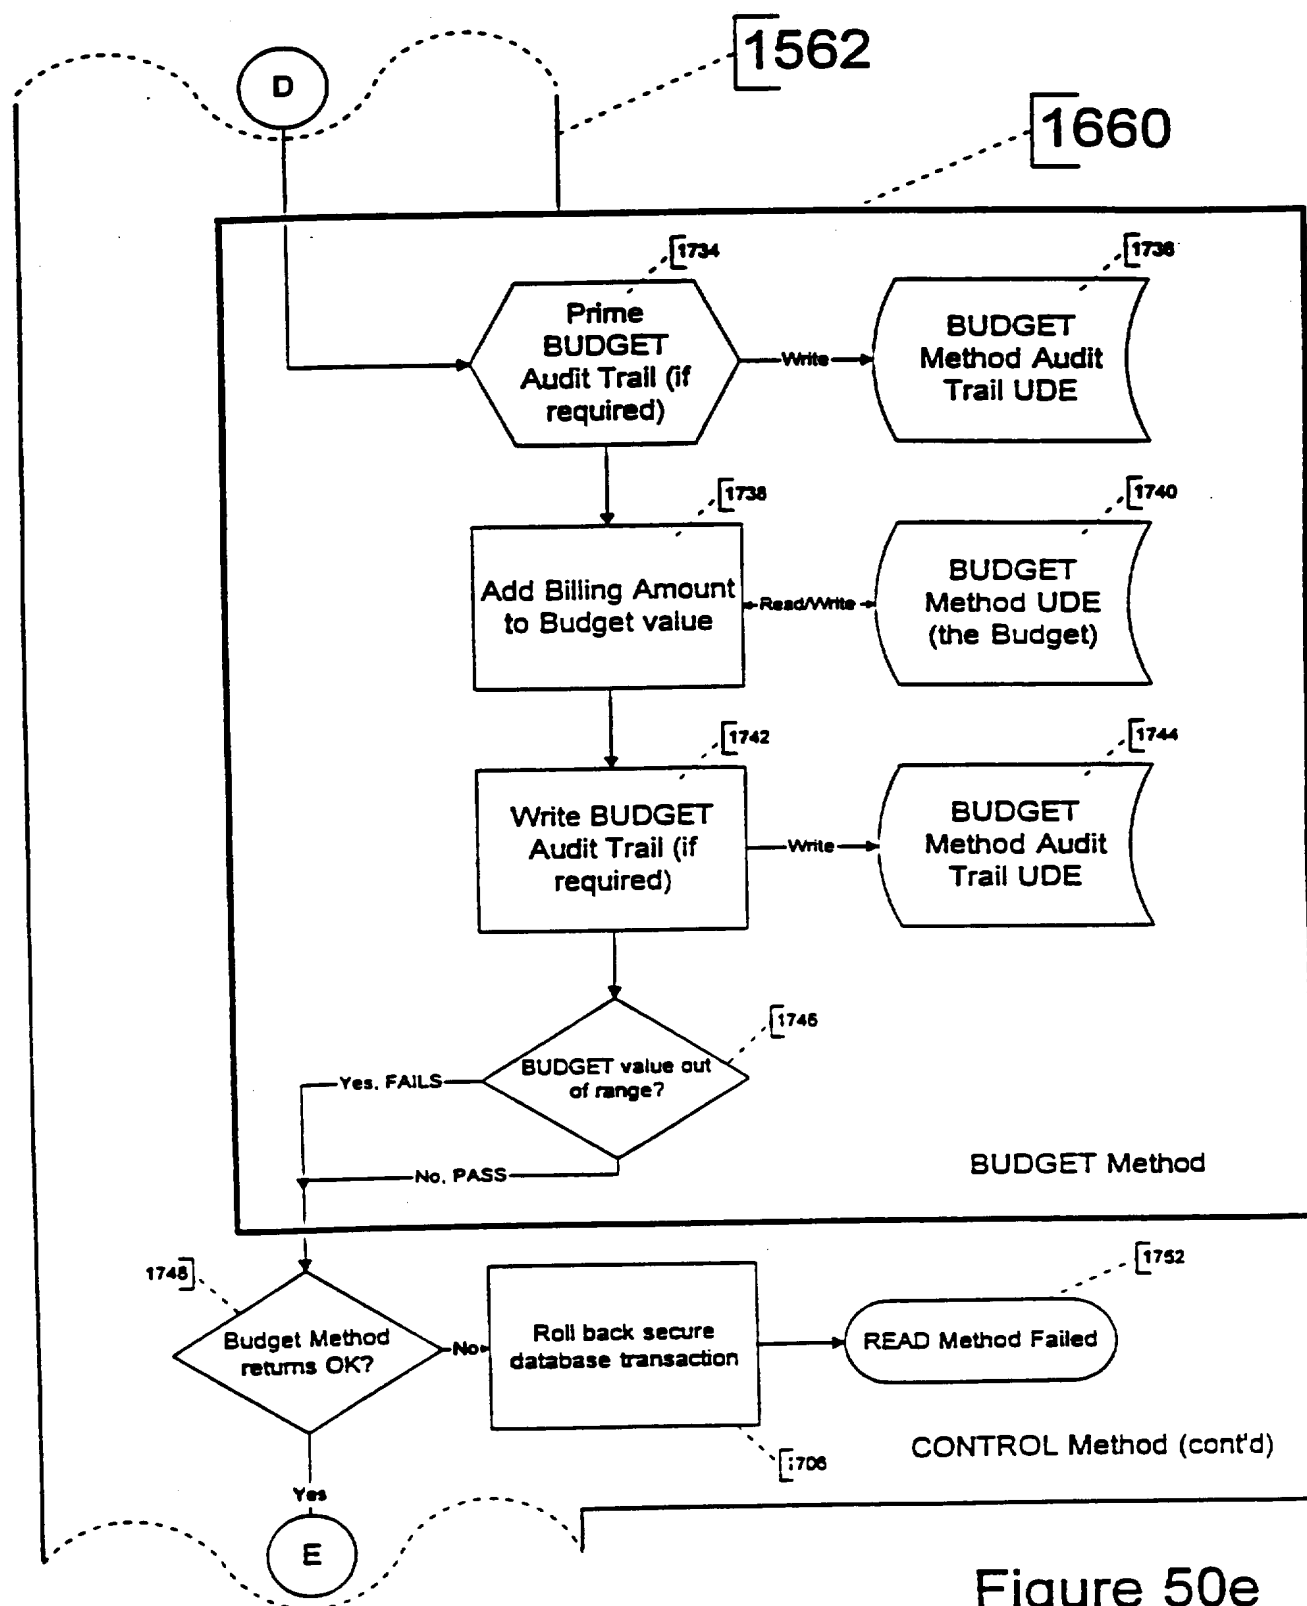 1562
D
1660
1734
1736
Prime
BUDGET
Audit Trail (if
required)
Write
BUDGET
Method Audit
Trail UDE
1738
1740
Add Billing Amount
to Budget value
Read/Write
BUDGET
Method UDE
(the Budget)
1742
1744
Write BUDGET
Audit Trail (if
required)
Write
BUDGET
Method Audit
Trail UDE
1746
BUDGET value out
of range?
Yes, FAILS
No, PASS
BUDGET Method
1748
1752
Budget Method
returns OK?
No
Roll back secure
database transaction
READ Method Failed
1706
CONTROL Method (cont'd)
Yes
E
Figure 50e